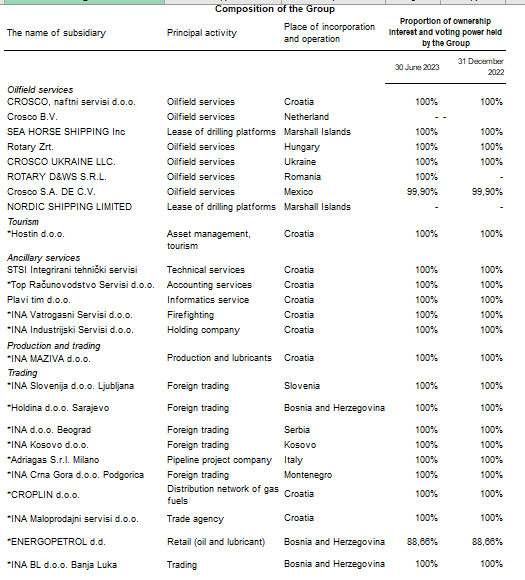 Composition of the Group
The name of subsidiary Principal activity Place of incorporation and operation Proportion of ownership interest and voting power held by the Group
30 June 2023 31 December 2022
Oilfield services
CROSCO, naftni servisi d.o.o. Oilfield services Croatia 100% 100%
Crosco B.V. Oilfield services Netherland - -
SEA HORSE SHIPPING Inc Lease of drilling platforms Marshall Islands 100% 100%
Rotary Zrt. Oilfield services Hungary 100% 100%
CROSCO UKRAINE LLC. Oilfield services Ukraine 100% 100%
ROTARY D&WS S.R.L. Oilfield services Romania 100% -
Crosco S.A. DE C.V. Oilfield services Mexico 99,90% 99,90%
NORDIC SHIPPING LIMITED Lease of drilling platforms Marshall Islands - -
Tourism
*Hostin d.o.o. Asset management, tourism Croatia 100% 100%
Ancillary services
STSI Integrirani tehnički servisi Technical services Croatia 100% 100%
*Top Računovodstvo Servisi d.o.o. Accounting services Croatia 100% 100%
Plavi tim d.o.o. Informatics service Croatia 100% 100%
*INA Vatrogasni Servisi d.o.o. Firefighting Croatia 100% 100%
*INA Industrijski Servisi d.o.o. Holding company Croatia 100% 100%
Production and trading
*INA MAZIVA d.o.o. Production and lubricants Croatia 100% 100%
Trading
*INA Slovenija d.o.o. Ljubljana Foreign trading Slovenia 100% 100%
*Holdina d.o.o. Sarajevo Foreign trading Bosnia and Herzegovina 100% 100%
*INA d.o.o. Beograd Foreign trading Serbia 100% 100%
*INA Kosovo d.o.o. Foreign trading Kosovo 100% 100%
*Adriagas S.r.l. Milano Pipeline project company Italy 100% 100%
*INA Crna Gora d.o.o. Podgorica Foreign trading Montenegro 100% 100%
*CROPLIN d.o.o. Distribution network of gas fuels Croatia 100% 100%
*INA Maloprodajni servisi d.o.o. Trade agency Croatia 100% 100%
*ENERGOPETROL d.d. Retail (oil and lubricant) Bosnia and Herzegovina 88,66% 88,66%
*INA BL d.o.o. Banja Luka Trading Bosnia and Herzegovina 100% 100%